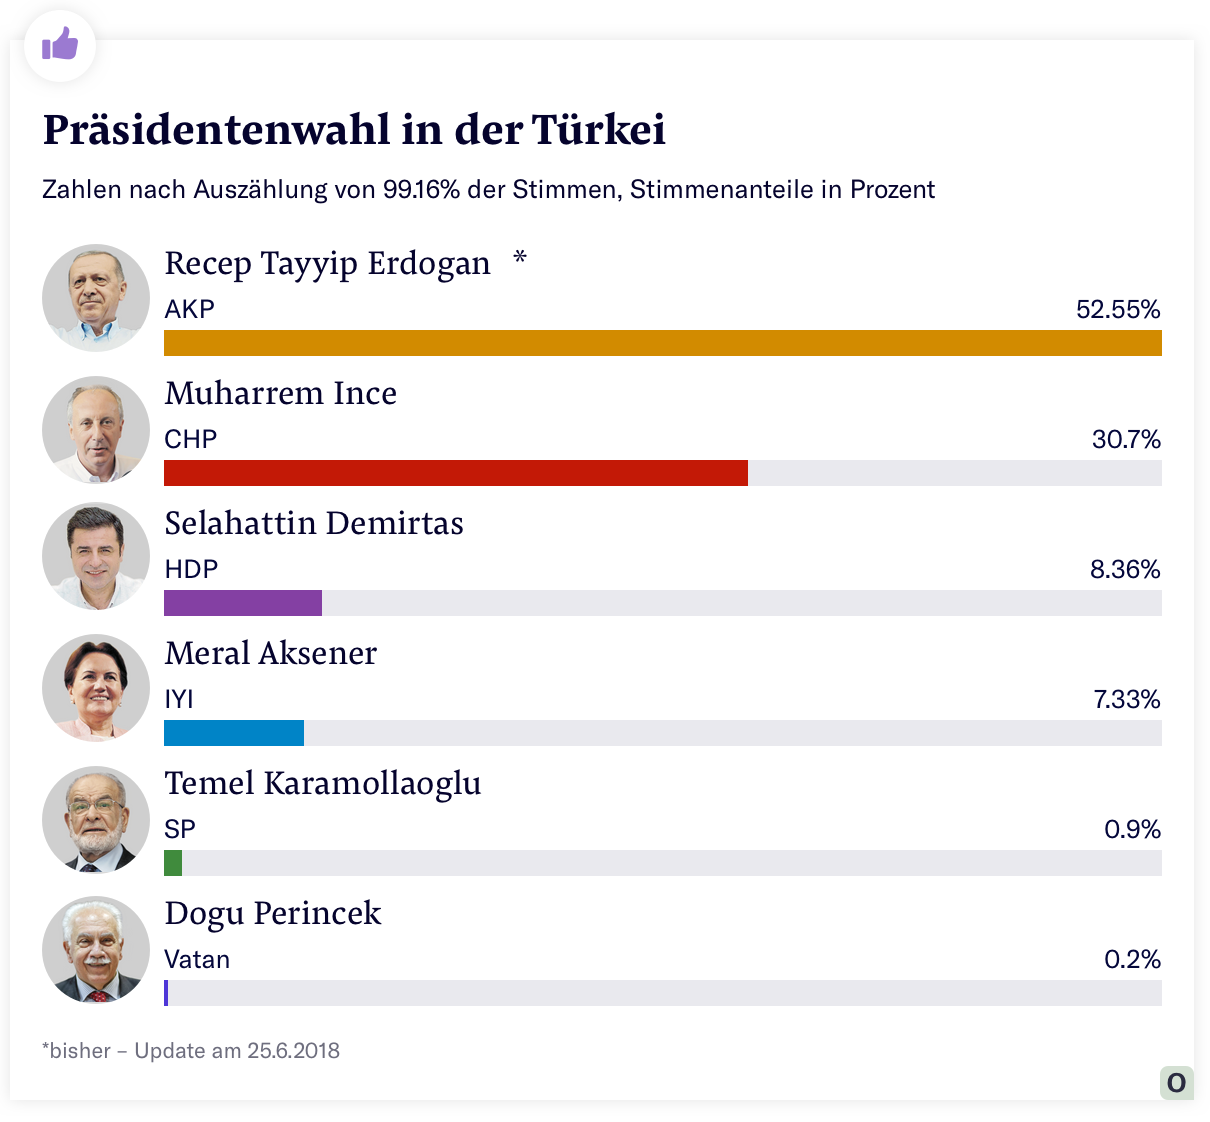 Präsidentenwahl in der Türkei
Zahlen nach Auszählung von 99.16% der Stimmen, Stimmenanteile in Prozent
Recep Tayyip Erdogan *
AKP 52.55%
Muharrem Ince
CHP 30.7%
Selahattin Demirtas
HDP 8.36%
Meral Aksener
IYI 7.33%
Temel Karamollaoglu
SP 0.9%
Dogu Perincek
Vatan 0.2%
*bisher – Update am 25.6.2018
O